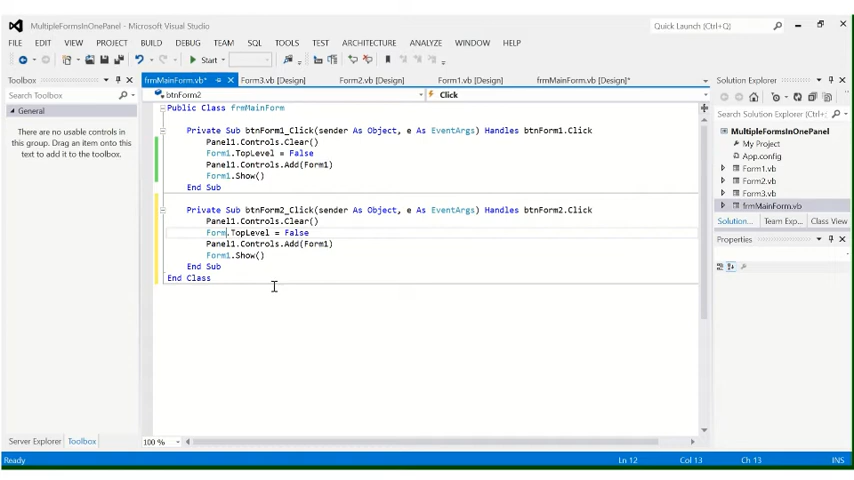 MultipleFormsInOnePanel - Microsoft Visual Studio
Quick Launch (Ctrl+Q)
FILE EDIT VIEW PROJECT BUILD DEBUG TEAM SQL TOOLS TEST ARCHITECTURE ANALYZE WINDOW HELP
Start
Toolbox
frmMainForm.vb* Form3.vb [Design] Form2.vb [Design] Form1.vb [Design] frmMainForm.vb [Design]*
Solution Explorer
Search Toolbox
btnForm2
Click
General
There are no usable controls in
this group. Drag an item onto this
text to add it to the toolbox.
Public Class frmMainForm
Private Sub btnForm1_Click(sender As Object, e As EventArgs) Handles btnForm1.Click
Panel1.Controls.Clear()
Form1.TopLevel = False
Panel1.Controls.Add(Form1)
Form1.Show()
End Sub
Private Sub btnForm2_Click(sender As Object, e As EventArgs) Handles btnForm2.Click
Panel1.Controls.Clear()
Form.TopLevel = False
Panel1.Controls.Add(Form1)
Form1.Show()
End Sub
End Class
Search Solution Explorer (Ctrl+;)
MultipleFormsInOnePanel
My Project
App.config
Form1.vb
Form2.vb
Form3.vb
frmMainForm.vb
Solution... Team Exp... Class View
Properties
100 %
Server Explorer Toolbox
Ready
Ln 12 Col 13 Ch 13 INS